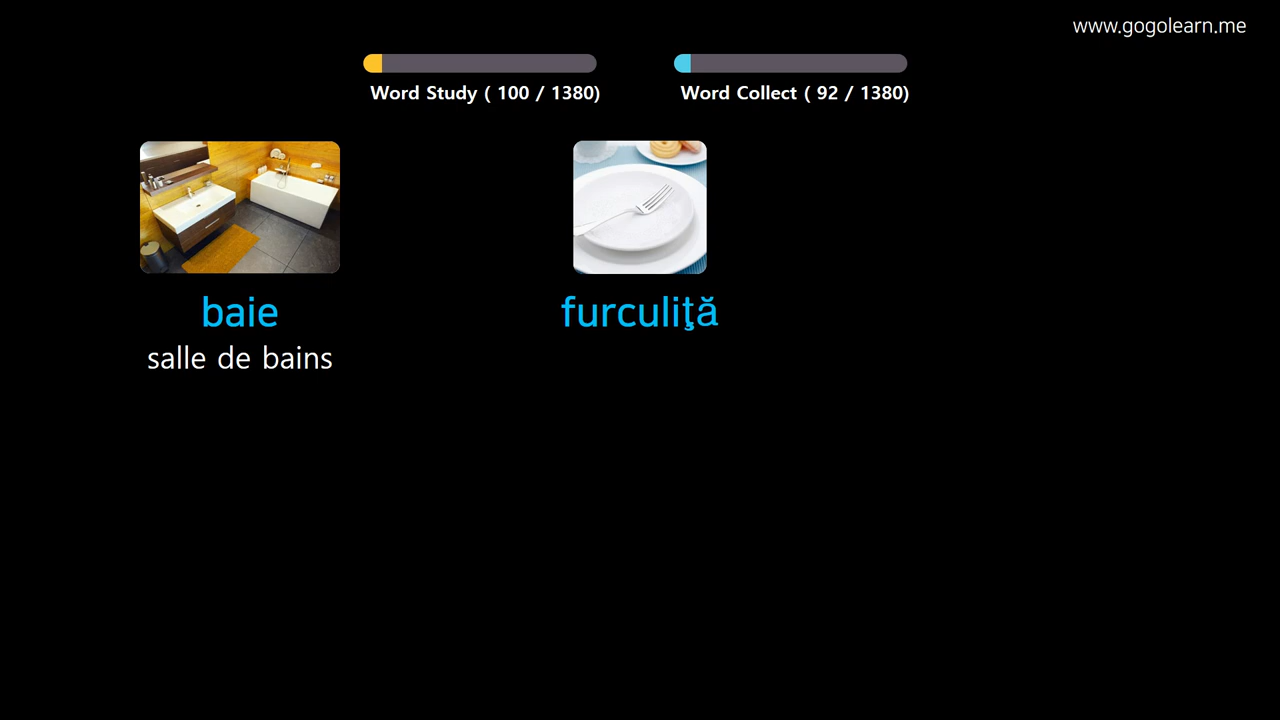 www.gogolearn.me
Word Study ( 100 / 1380)
Word Collect ( 92 / 1380)
baie
furculiţă
salle de bains